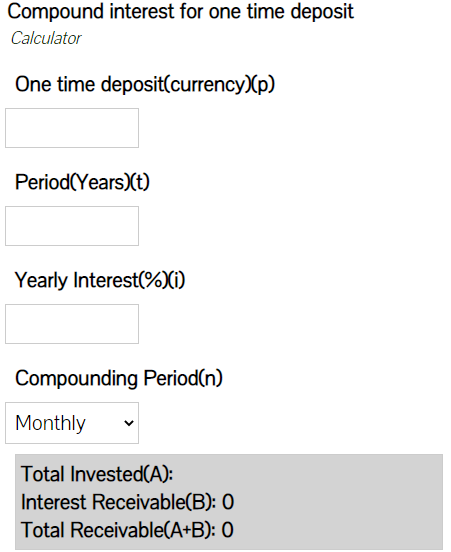 Compound interest for one time deposit
Calculator
One time deposit(currency)(p)
Period(Years)(t)
Yearly Interest(%)(i)
Compounding Period(n)
Monthly
Total Invested(A):
Interest Receivable(B): 0
Total Receivable(A+B): 0